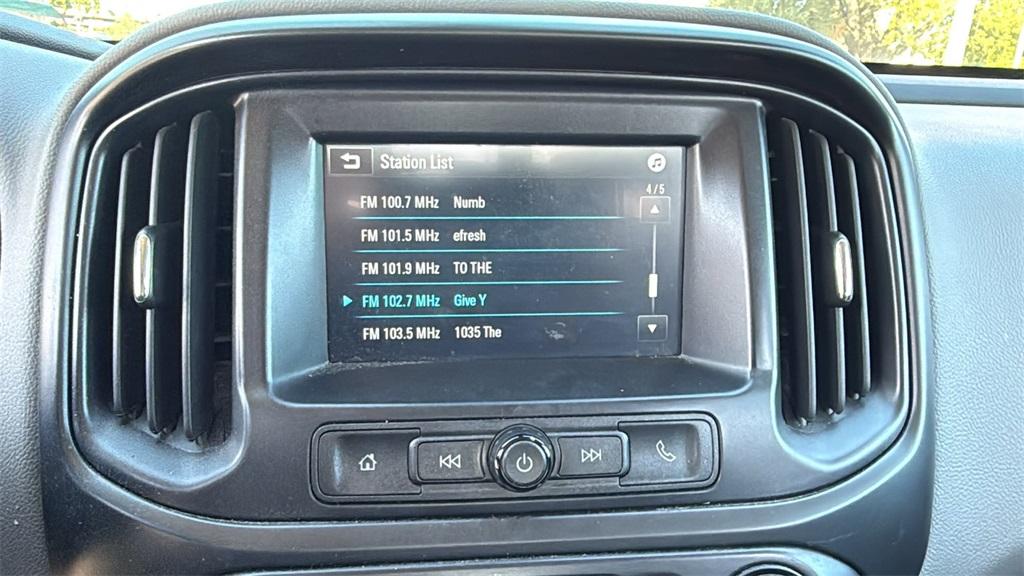 Station List
4/5
FM 100.7 MHz Numb
FM 101.5 MHz efresh
FM 101.9 MHz TO THE
FM 102.7 MHz Give Y
FM 103.5 MHz 1035 The